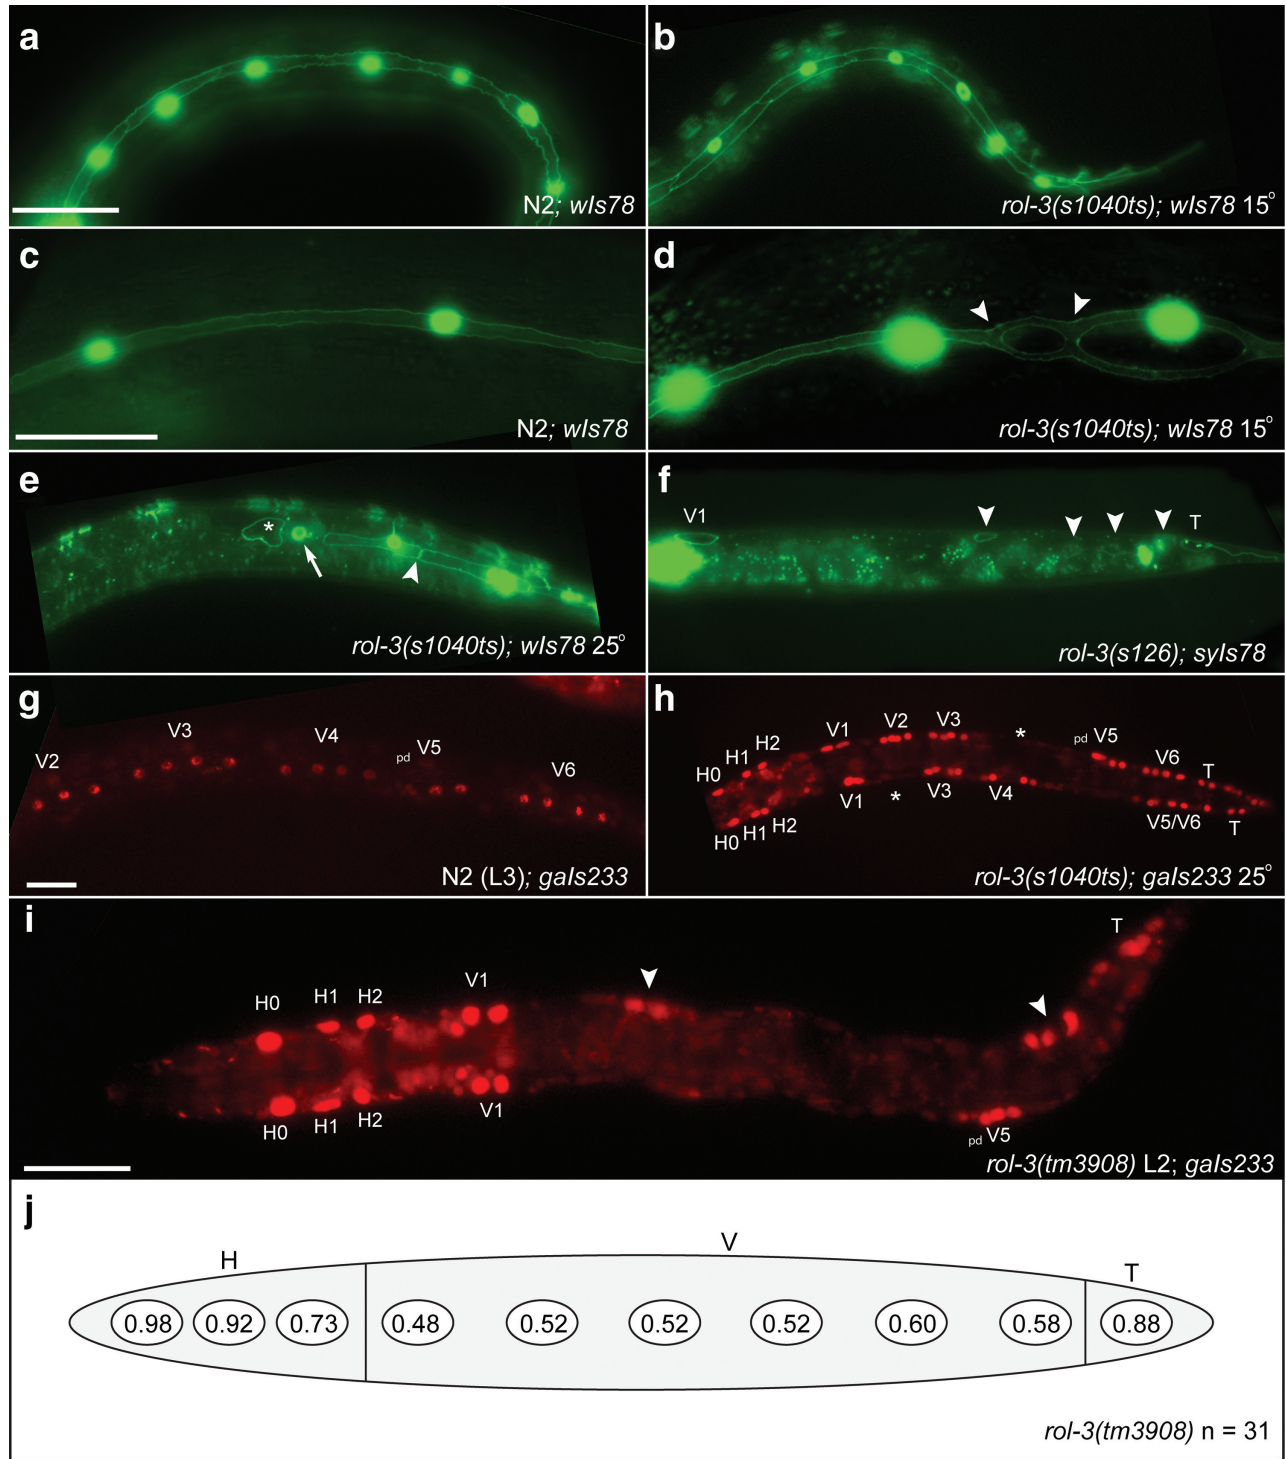 a
N2; wIs78
b
rol-3(s1040ts); wIs78 15°
c
N2; wIs78
d
rol-3(s1040ts); wIs78 15°
e
*
rol-3(s1040ts); wIs78 25°
f
V1
T
rol-3(s126); syIs78
g
V2
V3
V4
pd V5
V6
N2 (L3); gaIs233
h
H0 H1 H2 V1 V2 V3 * pd V5 V6 T
H0 H1 H2 V1 * V3 V4 V5/V6 T
rol-3(s1040ts); gaIs233 25°
i
H0 H1 H2 V1 T
H0 H1 H2 V1 pd V5
rol-3(tm3908) L2; gaIs233
j
H V T
0.98 0.92 0.73 0.48 0.52 0.52 0.52 0.60 0.58 0.88
rol-3(tm3908) n = 31